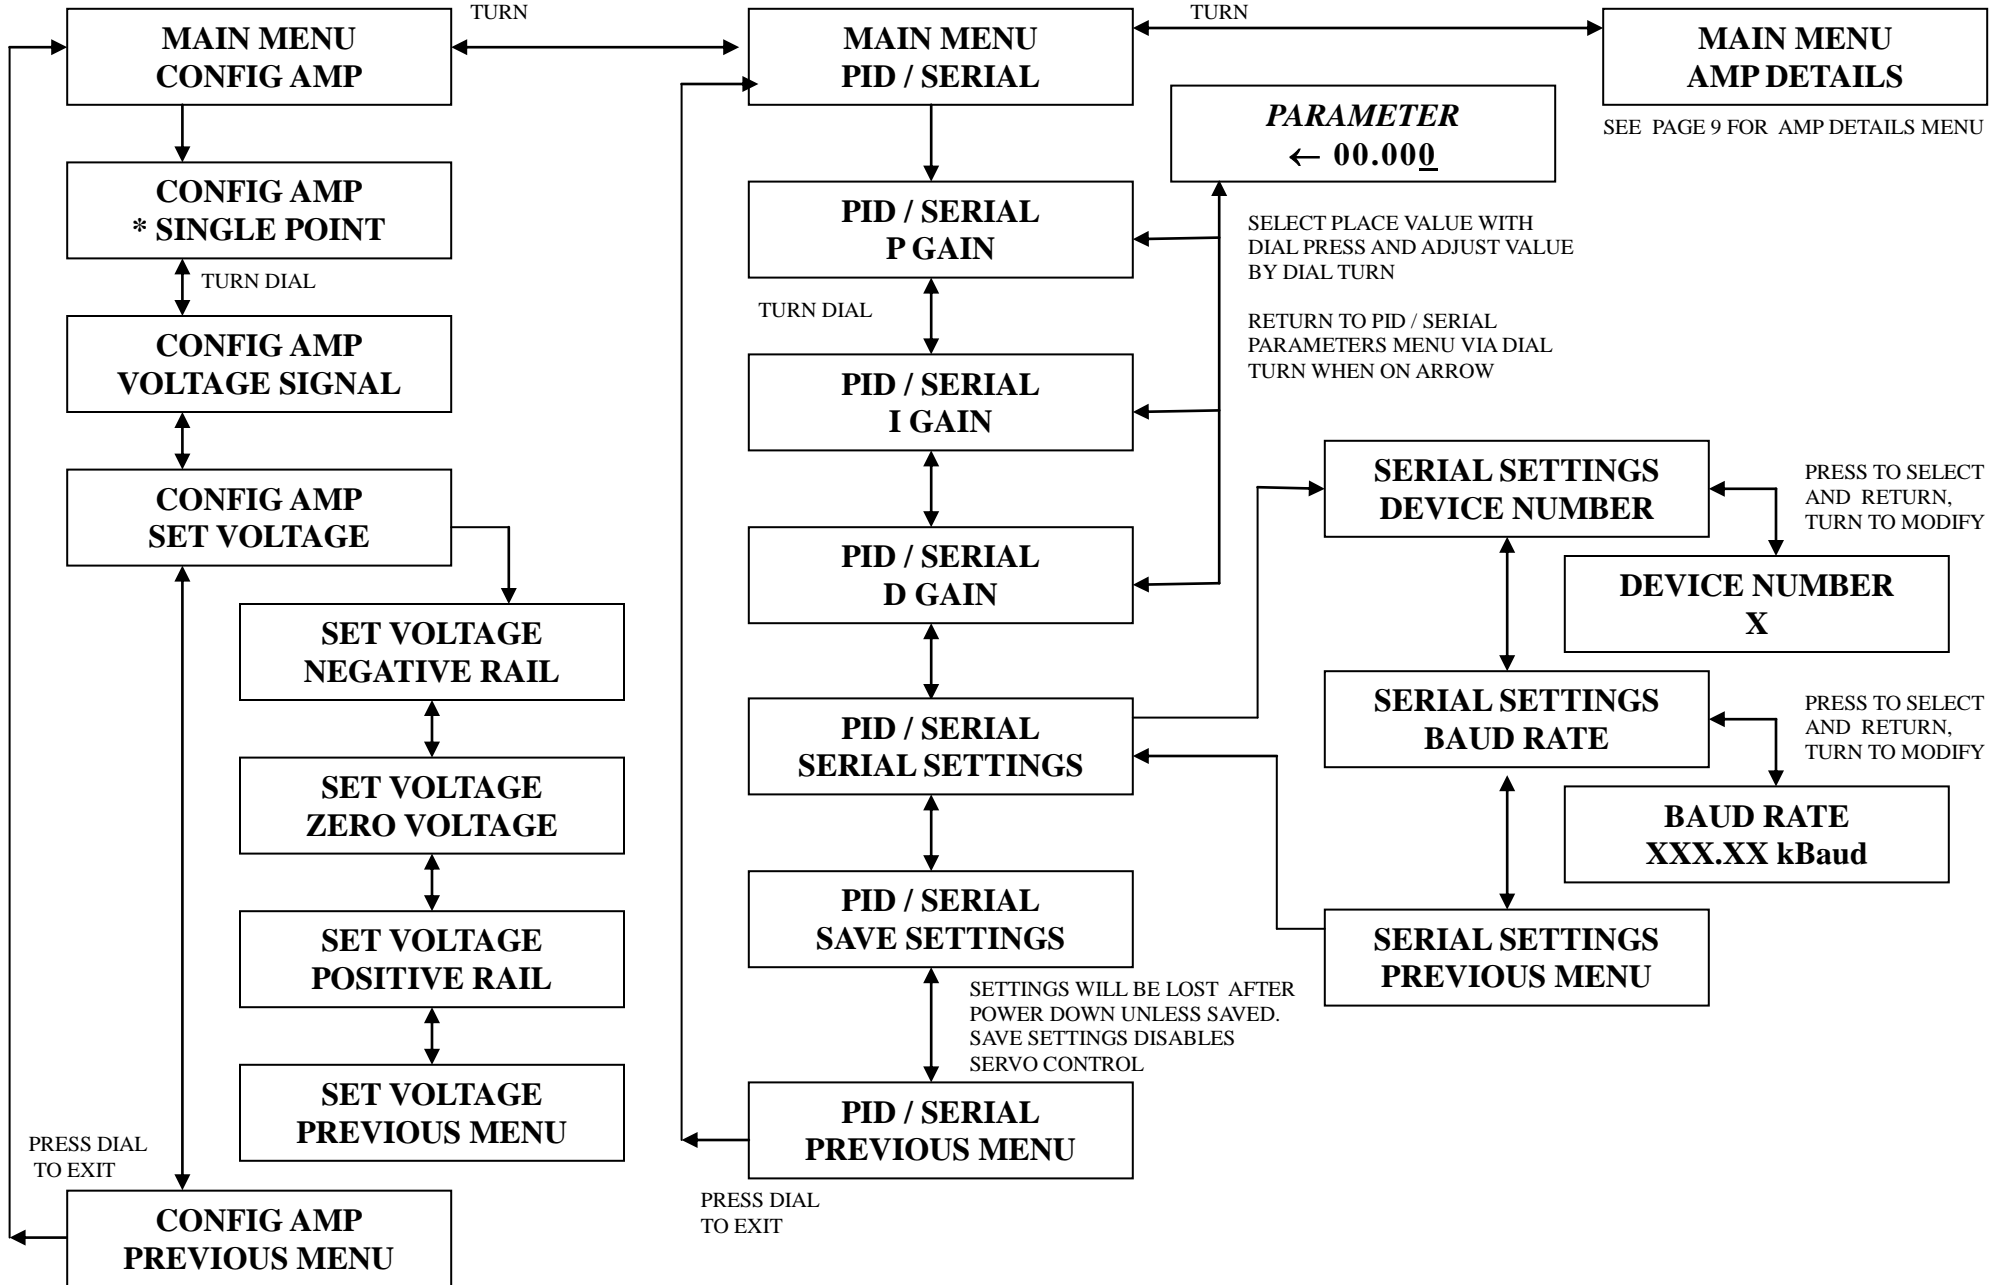 TURN
MAIN MENU
CONFIG AMP
CONFIG AMP
* SINGLE POINT
TURN DIAL
CONFIG AMP
VOLTAGE SIGNAL
CONFIG AMP
SET VOLTAGE
SET VOLTAGE
NEGATIVE RAIL
SET VOLTAGE
ZERO VOLTAGE
SET VOLTAGE
POSITIVE RAIL
SET VOLTAGE
PREVIOUS MENU
PRESS DIAL
TO EXIT
CONFIG AMP
PREVIOUS MENU
TURN
MAIN MENU
PID / SERIAL
PID / SERIAL
P GAIN
TURN DIAL
PID / SERIAL
I GAIN
PID / SERIAL
D GAIN
PID / SERIAL
SERIAL SETTINGS
PID / SERIAL
SAVE SETTINGS
SETTINGS WILL BE LOST AFTER
POWER DOWN UNLESS SAVED.
SAVE SETTINGS DISABLES
SERVO CONTROL
PID / SERIAL
PREVIOUS MENU
PRESS DIAL
TO EXIT
PARAMETER
← 00.000
SELECT PLACE VALUE WITH
DIAL PRESS AND ADJUST VALUE
BY DIAL TURN
RETURN TO PID / SERIAL
PARAMETERS MENU VIA DIAL
TURN WHEN ON ARROW
MAIN MENU
AMP DETAILS
SEE PAGE 9 FOR AMP DETAILS MENU
SERIAL SETTINGS
DEVICE NUMBER
PRESS TO SELECT
AND RETURN,
TURN TO MODIFY
DEVICE NUMBER
X
SERIAL SETTINGS
BAUD RATE
PRESS TO SELECT
AND RETURN,
TURN TO MODIFY
BAUD RATE
XXX.XX kBaud
SERIAL SETTINGS
PREVIOUS MENU